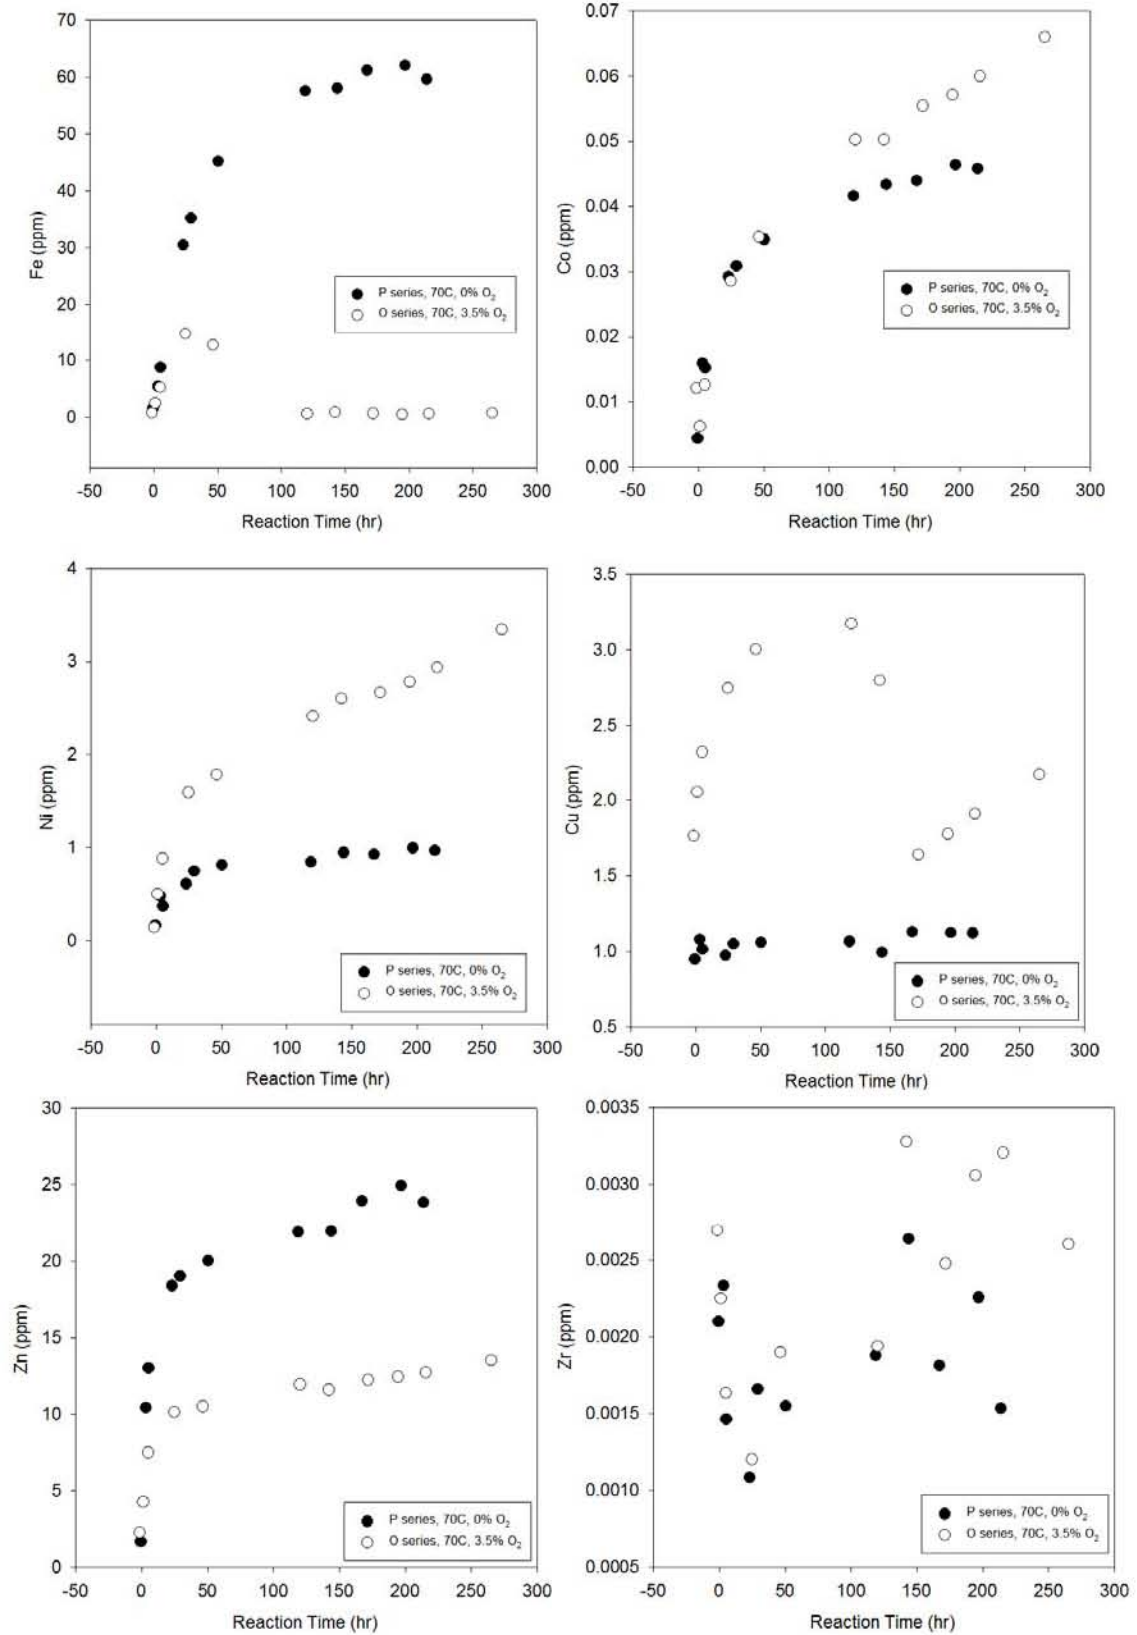 70
60
50
40
30
20
10
0
Fe (ppm)
P series, 70C, 0% O2
O series, 70C, 3.5% O2
-50 0 50 100 150 200 250 300
Reaction Time (hr)
0.07
0.06
0.05
0.04
0.03
0.02
0.01
0.00
Co (ppm)
P series, 70C, 0% O2
O series, 70C, 3.5% O2
-50 0 50 100 150 200 250 300
Reaction Time (hr)
4
3
2
1
0
Ni (ppm)
P series, 70C, 0% O2
O series, 70C, 3.5% O2
-50 0 50 100 150 200 250 300
Reaction Time (hr)
3.5
3.0
2.5
2.0
1.5
1.0
0.5
Cu (ppm)
P series, 70C, 0% O2
O series, 70C, 3.5% O2
-50 0 50 100 150 200 250 300
Reaction Time (hr)
30
25
20
15
10
5
0
Zn (ppm)
P series, 70C, 0% O2
O series, 70C, 3.5% O2
-50 0 50 100 150 200 250 300
Reaction Time (hr)
0.0035
0.0030
0.0025
0.0020
0.0015
0.0010
0.0005
Zr (ppm)
P series, 70C, 0% O2
O series, 70C, 3.5% O2
-50 0 50 100 150 200 250 300
Reaction Time (hr)